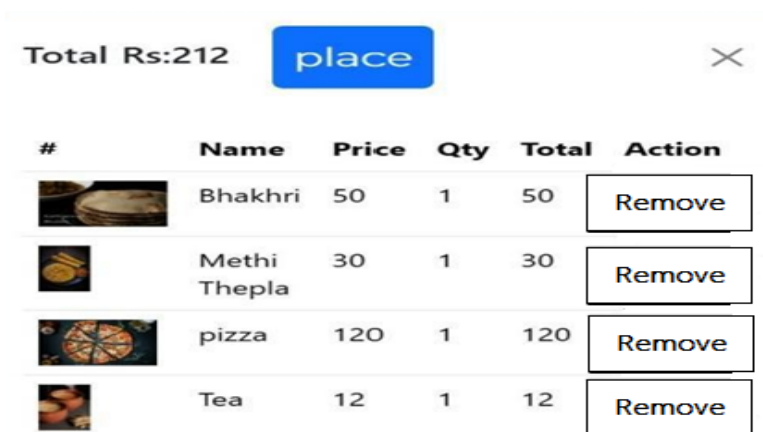 Total Rs:212 place ×
# Name Price Qty Total Action
Bhakhri 50 1 50 Remove
Methi Thepla 30 1 30 Remove
pizza 120 1 120 Remove
Tea 12 1 12 Remove